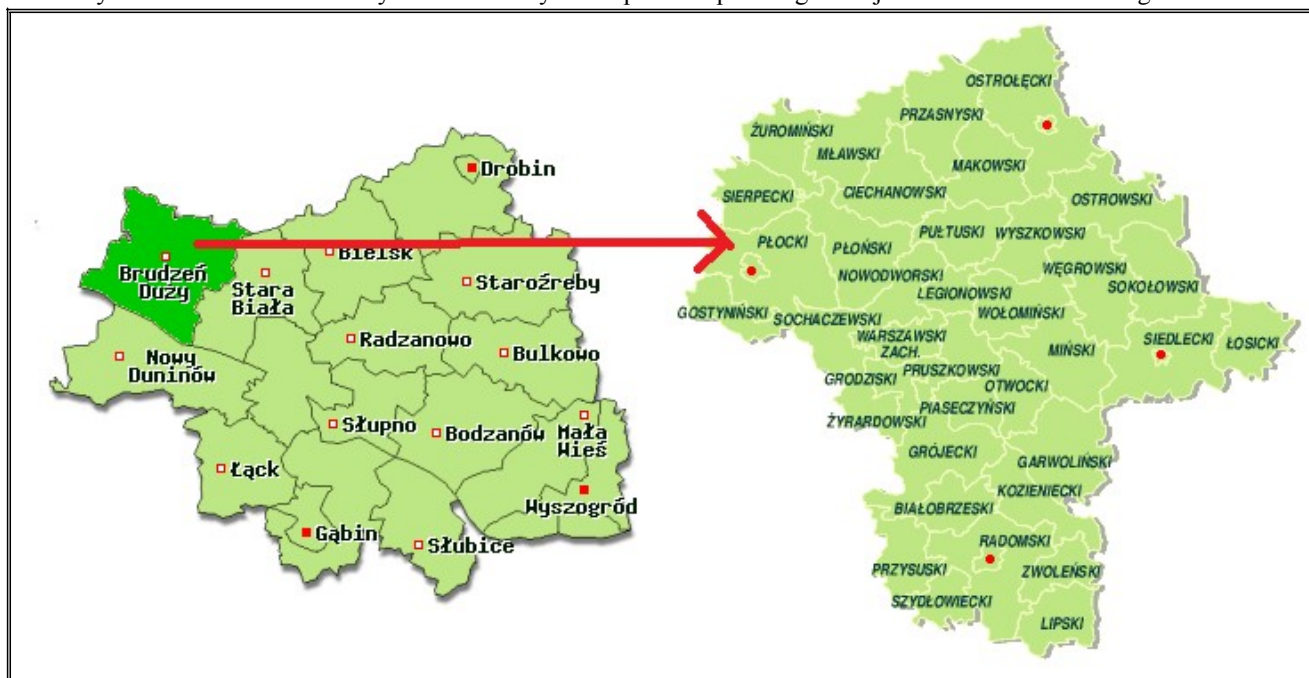 Drobin
Bielsk
Brudzeń
Duży
Stara
Biała
Staroźreby
Radzanowo
Bulkowo
Nowy
Duninów
Słupno
Bodzanów
Mała
Wieś
Łąck
Wyszogród
Gąbin
Słubice
OSTROŁĘCKI
PRZASNYSKI
ŻUROMIŃSKI
MŁAWSKI
MAKOWSKI
SIERPECKI
CIECHANOWSKI
OSTROWSKI
PŁOCKI
PŁOŃSKI
PUŁTUSKI
WYSZKOWSKI
NOWODWORSKI
WĘGROWSKI
SOKOŁOWSKI
LEGIONOWSKI
GOSTYNIŃSKI
SOCHACZEWSKI
WOŁOMIŃSKI
WARSZAWSKI
ZACH.
MIŃSKI
SIEDLECKI
ŁOSICKI
PRUSZKOWSKI
GRODZISKI
OTWOCKI
PIASECZYŃSKI
ŻYRARDOWSKI
GRÓJECKI
GARWOLIŃSKI
KOZIENICKI
BIAŁOBRZESKI
RADOMSKI
PRZYSUSKI
ZWOLEŃSKI
SZYDŁOWIECKI
LIPSKI